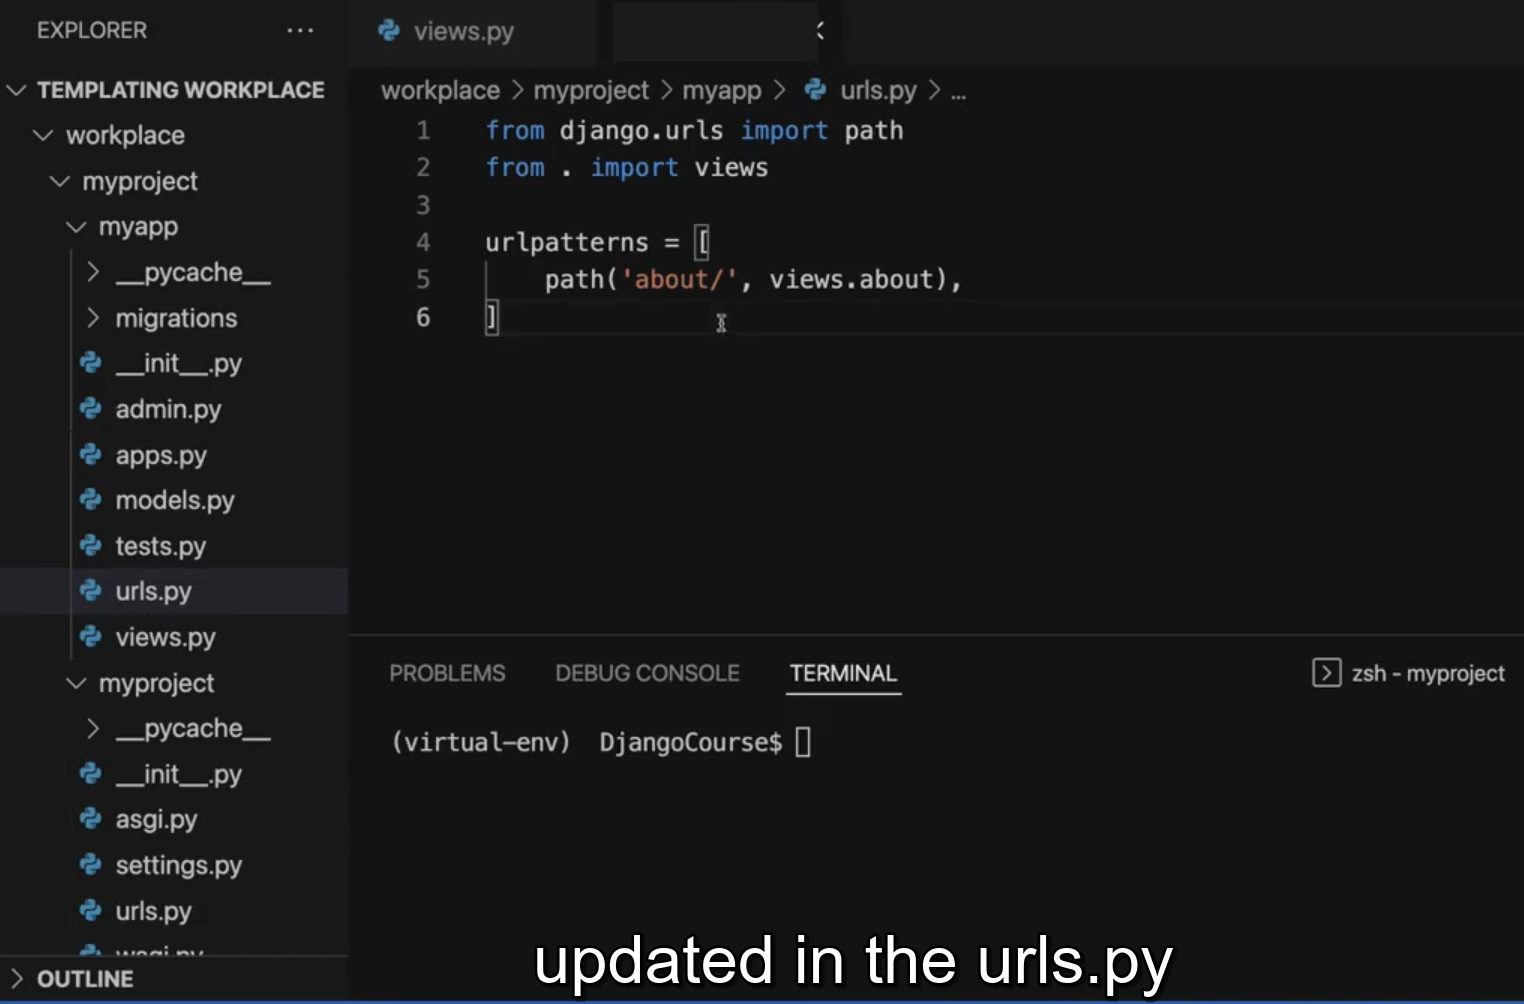 EXPLORER
...
views.py
TEMPLATING WORKPLACE
workplace
myproject
myapp
__pycache__
migrations
__init__.py
admin.py
apps.py
models.py
tests.py
urls.py
views.py
myproject
__pycache__
__init__.py
asgi.py
settings.py
urls.py
wsgi.py
OUTLINE
workplace > myproject > myapp > urls.py > ...
1 from django.urls import path
2 from . import views
3
4 urlpatterns = [
5 path('about/', views.about),
6 ]
PROBLEMS DEBUG CONSOLE TERMINAL zsh - myproject
(virtual-env) DjangoCourse$
updated in the urls.py